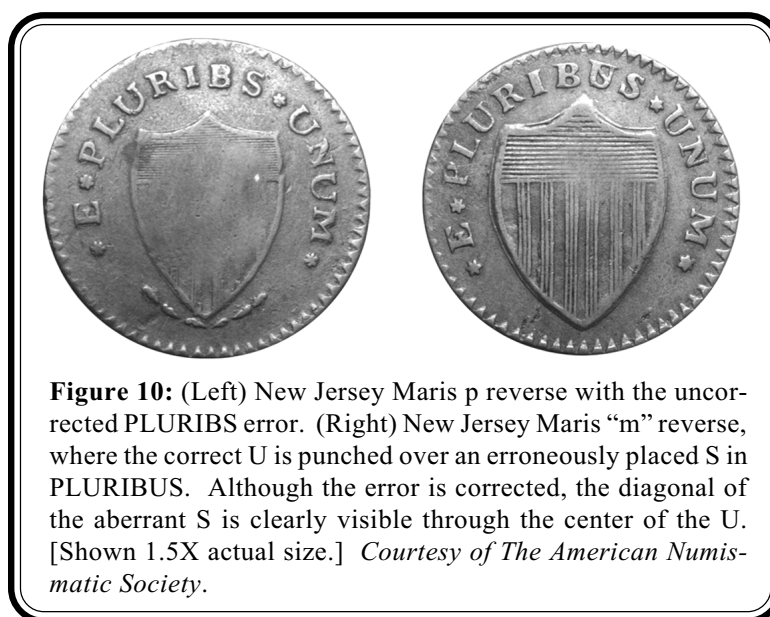 E * PLURIBS * UNUM *
* E * PLURIBUS * UNUM *
Figure 10: (Left) New Jersey Maris p reverse with the uncor-
rected PLURIBS error. (Right) New Jersey Maris “m” reverse,
where the correct U is punched over an erroneously placed S in
PLURIBUS. Although the error is corrected, the diagonal of
the aberrant S is clearly visible through the center of the U.
[Shown 1.5X actual size.] Courtesy of The American Numis-
matic Society.